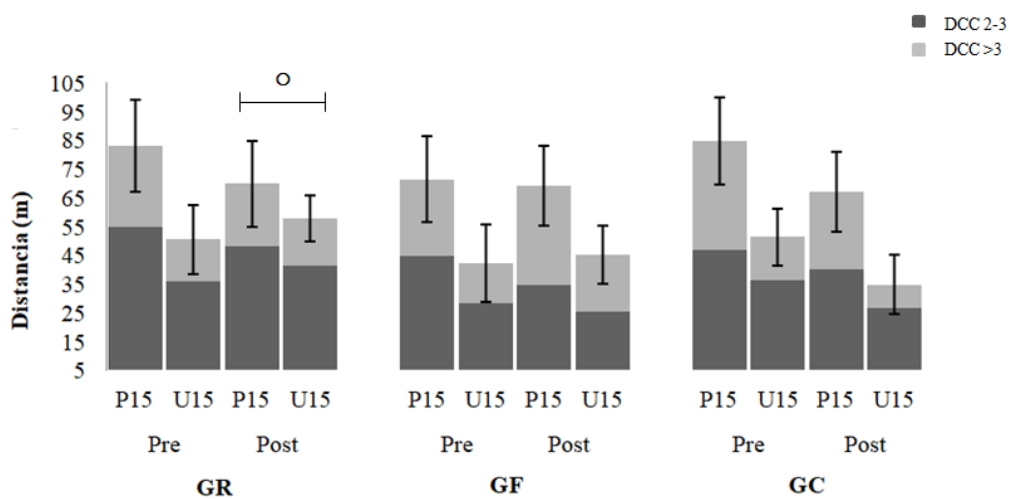 DCC 2-3
DCC >3
Distancia (m)
105
95
85
75
65
55
45
35
25
15
5
O
P15 U15 P15 U15 P15 U15 P15 U15 P15 U15 P15 U15
Pre Post Pre Post Pre Post
GR GF GC